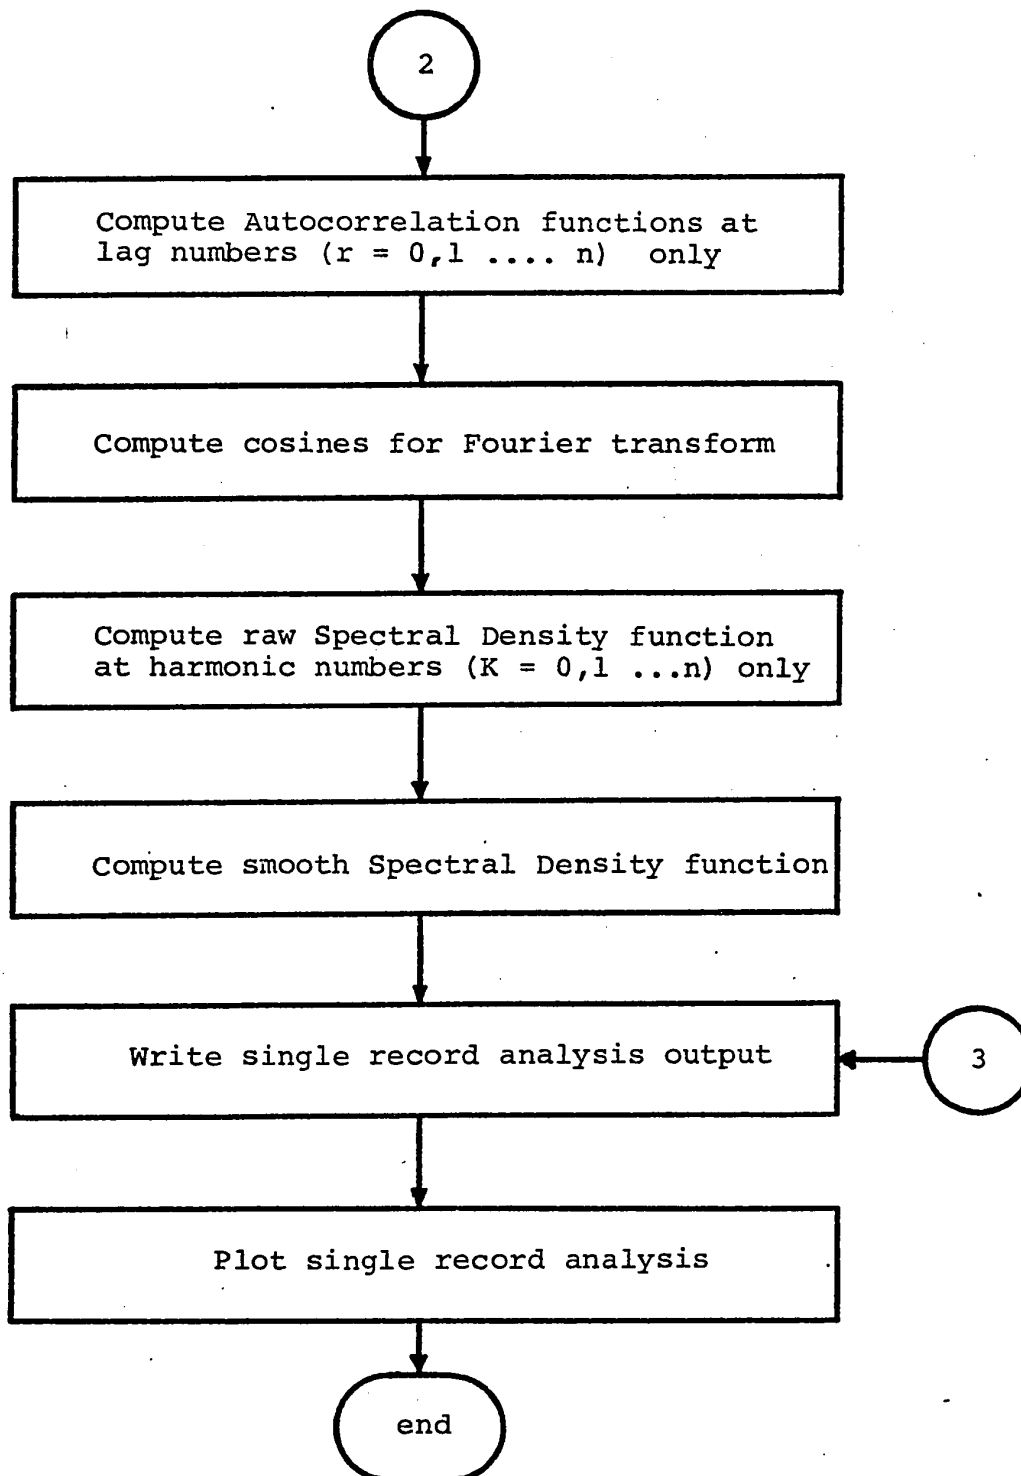 2
Compute Autocorrelation functions at
lag numbers (r = 0,1 .... n) only
Compute cosines for Fourier transform
Compute raw Spectral Density function
at harmonic numbers (K = 0,1 ...n) only
Compute smooth Spectral Density function
Write single record analysis output
3
Plot single record analysis
end